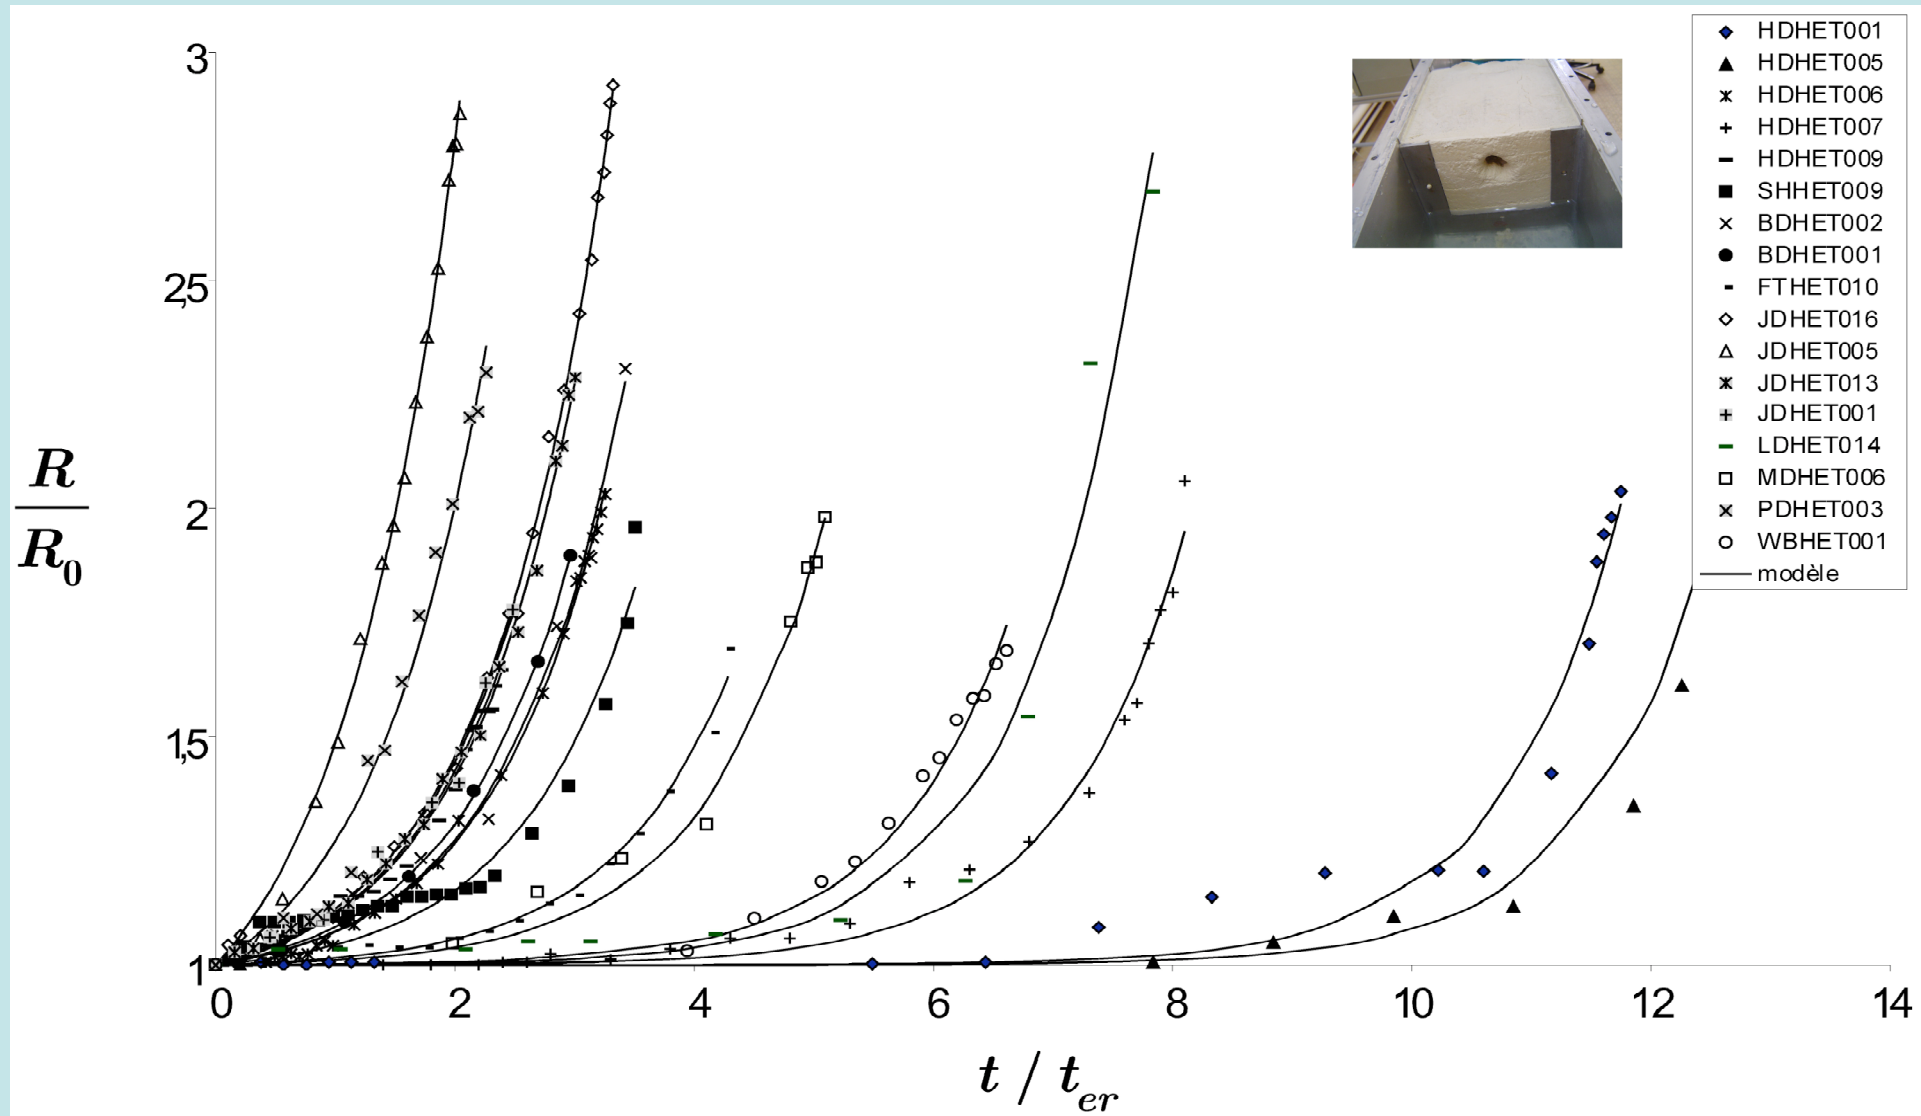 3
2,5
2
1,5
1
R
R0
0 2 4 6 8 10 12 14
t / ter
HDHET001
HDHET005
HDHET006
HDHET007
HDHET009
SHHET009
BDHET002
BDHET001
FTHET010
JDHET016
JDHET005
JDHET013
JDHET001
LDHET014
MDHET006
PDHET003
WBHET001
modèle